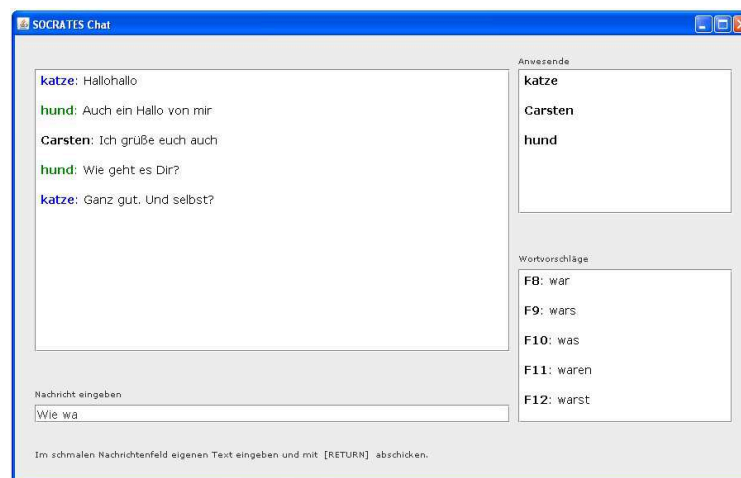 SOCRATES Chat
katze: Hallohallo
hund: Auch ein Hallo von mir
Carsten: Ich grüße euch auch
hund: Wie geht es Dir?
katze: Ganz gut. Und selbst?
Anwesende
katze
Carsten
hund
Wortvorschläge
F8: war
F9: wars
F10: was
F11: waren
F12: warst
Nachricht eingeben
Wie wa
Im schmalen Nachrichtenfeld eigenen Text eingeben und mit [RETURN] abschicken.